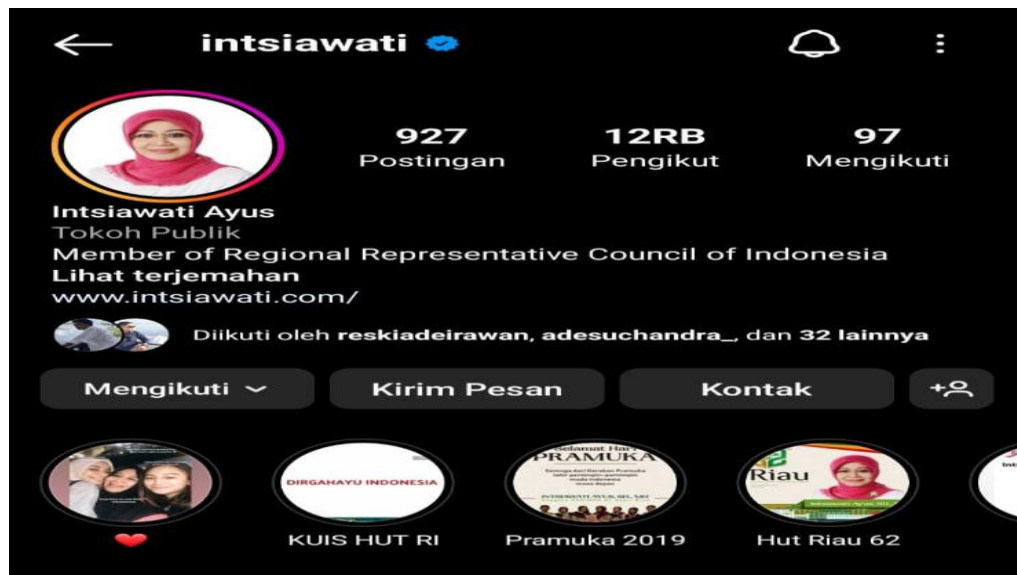 intsiawati
927 12RB 97
Postingan Pengikut Mengikuti
Intsiawati Ayus
Tokoh Publik
Member of Regional Representative Council of Indonesia
Lihat terjemahan
www.intsiawati.com/
Diikuti oleh reskiadeirawan, adesuchandra_, dan 32 lainnya
Mengikuti Kirim Pesan Kontak
DIRGAHAYU INDONESIA
Selamat Hari
PRAMUKA
Riau
KUIS HUT RI Pramuka 2019 Hut Riau 62